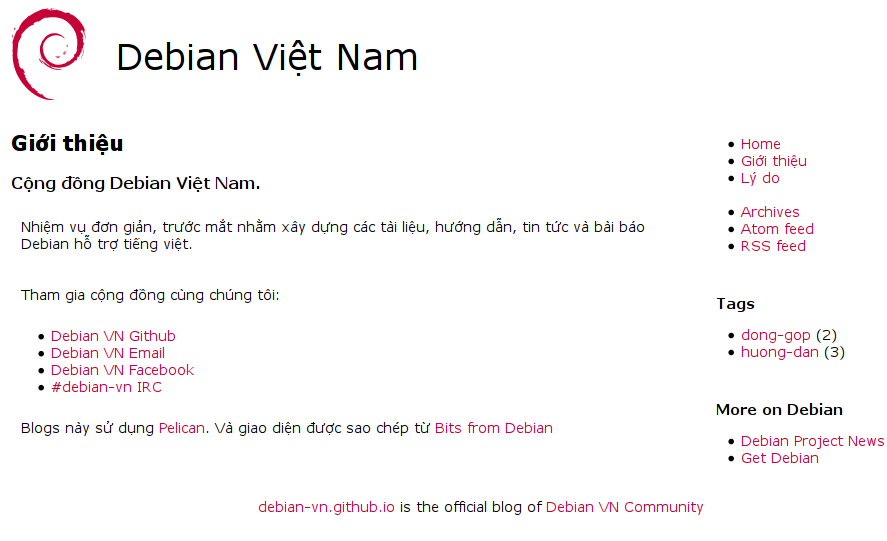 Debian Việt Nam
Giới thiệu
Cộng đồng Debian Việt Nam.
Nhiệm vụ đơn giản, trước mắt nhằm xây dựng các tài liệu, hướng dẫn, tin tức và bài báo
Debian hỗ trợ tiếng việt.
Tham gia cộng đồng cùng chúng tôi:
Debian VN Github
Debian VN Email
Debian VN Facebook
#debian-vn IRC
Blogs này sử dụng Pelican. Và giao diện được sao chép từ Bits from Debian
Home
Giới thiệu
Lý do
Archives
Atom feed
RSS feed
Tags
dong-gop (2)
huong-dan (3)
More on Debian
Debian Project News
Get Debian
debian-vn.github.io is the official blog of Debian VN Community